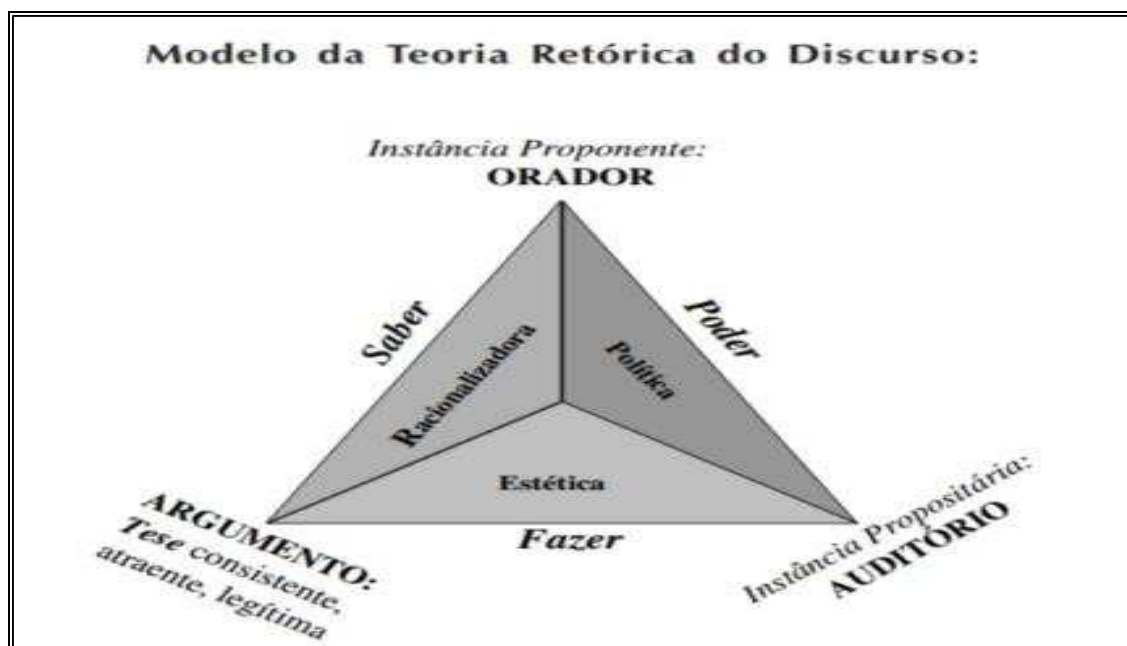 Modelo da Teoria Retórica do Discurso:
Instância Proponente:
ORADOR
Saber
Poder
Racionalizadora
Política
Estética
Fazer
ARGUMENTO:
Tese consistente,
atraente, legítima
Instância Propositária:
AUDITÓRIO